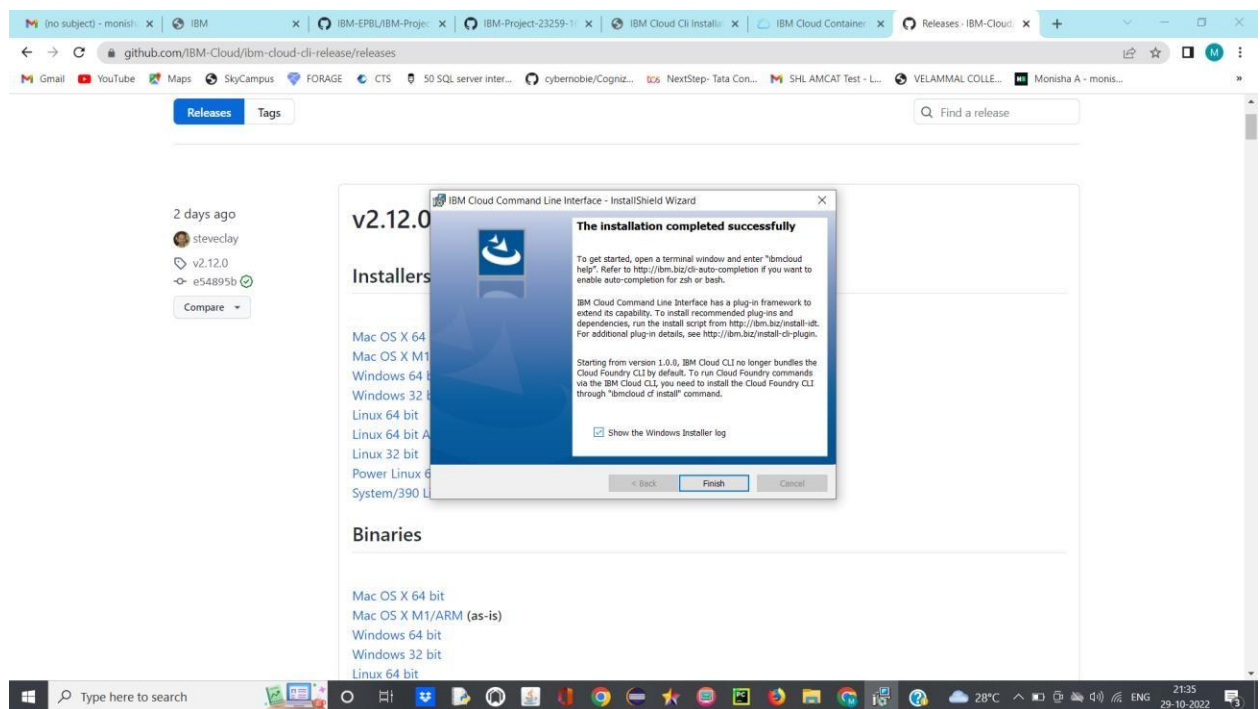 (no subject) - monish
IBM
IBM-EPBL/IBM-Projec
IBM-Project-23259-1
IBM Cloud Cli Installa
IBM Cloud Container
Releases · IBM-Cloud
github.com/IBM-Cloud/ibm-cloud-cli-release/releases
M
Gmail YouTube Maps SkyCampus FORAGE CTS 50 SQL server inter... cybernobie/Cogniz... NextStep- Tata Con... SHL AMCAT Test - L... VELAMMAL COLLE... Monisha A - monis... »
Releases Tags
Find a release
2 days ago
steveclay
v2.12.0
e54895b
Compare
v2.12.0
Installers
Mac OS X 64
Mac OS X M1
Windows 64
Windows 32
Linux 64 bit
Linux 64 bit A
Linux 32 bit
Power Linux 6
System/390 Li
IBM Cloud Command Line Interface - InstallShield Wizard
The installation completed successfully
To get started, open a terminal window and enter "ibmcloud
help". Refer to http://ibm.biz/cli-auto-completion if you want to
enable auto-completion for zsh or bash.
IBM Cloud Command Line Interface has a plug-in framework to
extend its capability. To install recommended plug-ins and
dependencies, run the install script from http://ibm.biz/install-idt.
For additional plug-in details, see http://ibm.biz/install-cli-plugin.
Starting from version 1.0.0, IBM Cloud CLI no longer bundles the
Cloud Foundry CLI by default. To run Cloud Foundry commands
via the IBM Cloud CLI, you need to install the Cloud Foundry CLI
through "ibmcloud cf install" command.
Show the Windows Installer log
< Back Finish Cancel
Binaries
Mac OS X 64 bit
Mac OS X M1/ARM (as-is)
Windows 64 bit
Windows 32 bit
Linux 64 bit
Type here to search
28°C
ENG
21:35
29-10-2022